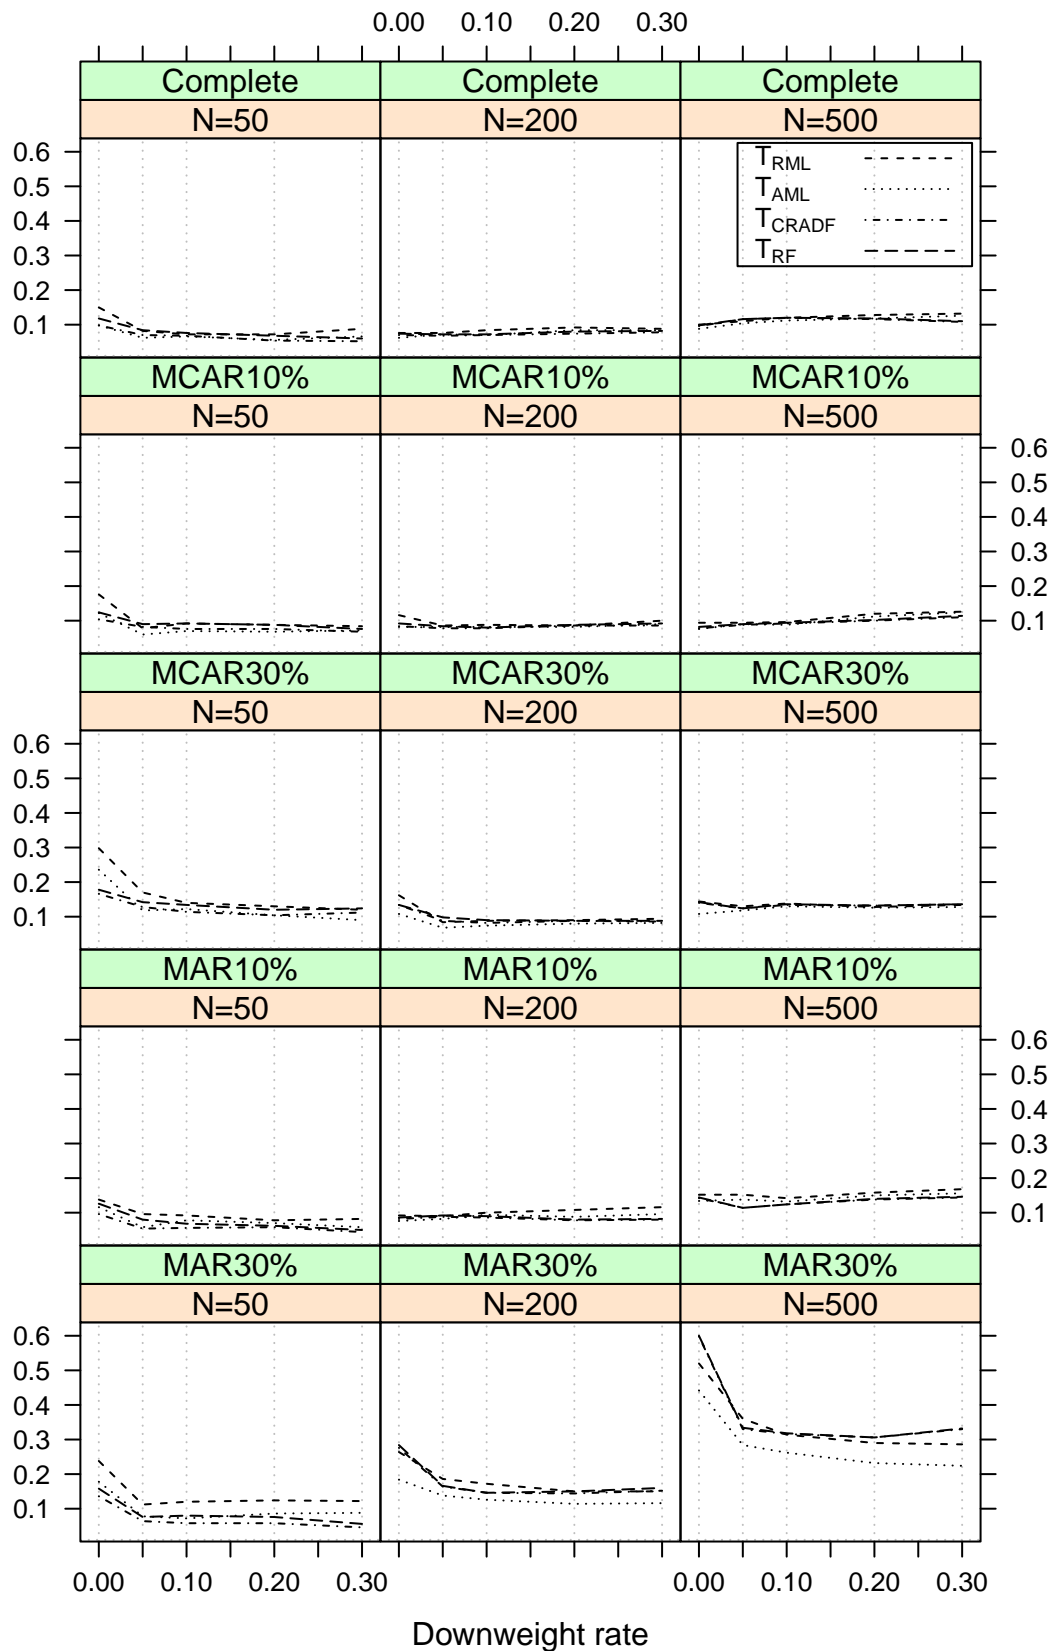 0.00 0.10 0.20 0.30
Complete Complete Complete
N=50 N=200 N=500
0.6
0.5
0.4
0.3
0.2
0.1
T_RML
T_AML
T_CRADF
T_RF
MCAR10% MCAR10% MCAR10%
N=50 N=200 N=500
0.6
0.5
0.4
0.3
0.2
0.1
MCAR30% MCAR30% MCAR30%
N=50 N=200 N=500
0.6
0.5
0.4
0.3
0.2
0.1
MAR10% MAR10% MAR10%
N=50 N=200 N=500
0.6
0.5
0.4
0.3
0.2
0.1
MAR30% MAR30% MAR30%
N=50 N=200 N=500
0.6
0.5
0.4
0.3
0.2
0.1
0.00 0.10 0.20 0.30 0.00 0.10 0.20 0.30
Downweight rate